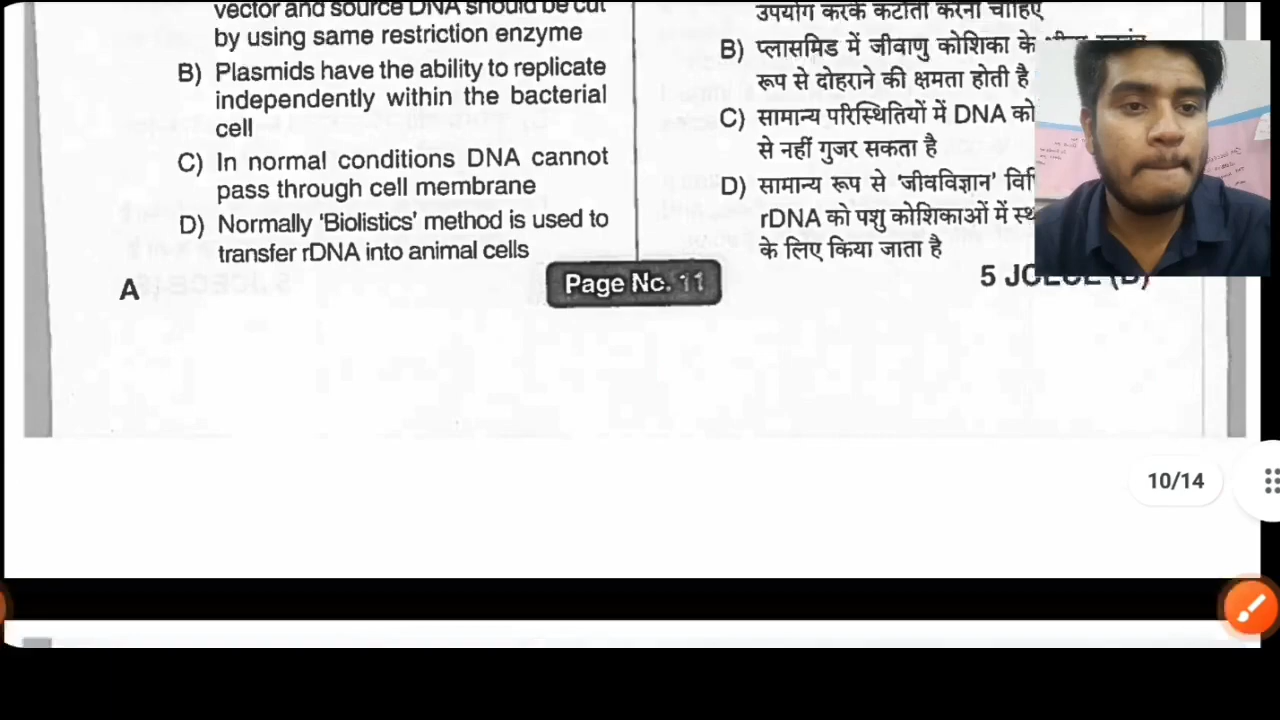 vector and source DNA should be cut
by using same restriction enzyme
B) Plasmids have the ability to replicate
independently within the bacterial
cell
C) In normal conditions DNA cannot
pass through cell membrane
D) Normally ‘Biolistics’ method is used to
transfer rDNA into animal cells
उपयोग करके कटौती करना चाहिए
B) प्लासमिड में जीवाणु कोशिका के
रूप से दोहराने की क्षमता होती है
C) सामान्य परिस्थितियों में DNA को
से नहीं गुजर सकता है
D) सामान्य रूप से ‘जीवविज्ञान’
rDNA को पशु कोशिकाओं में
के लिए किया जाता है
A
Page No. 11
5 JCECE
10/14